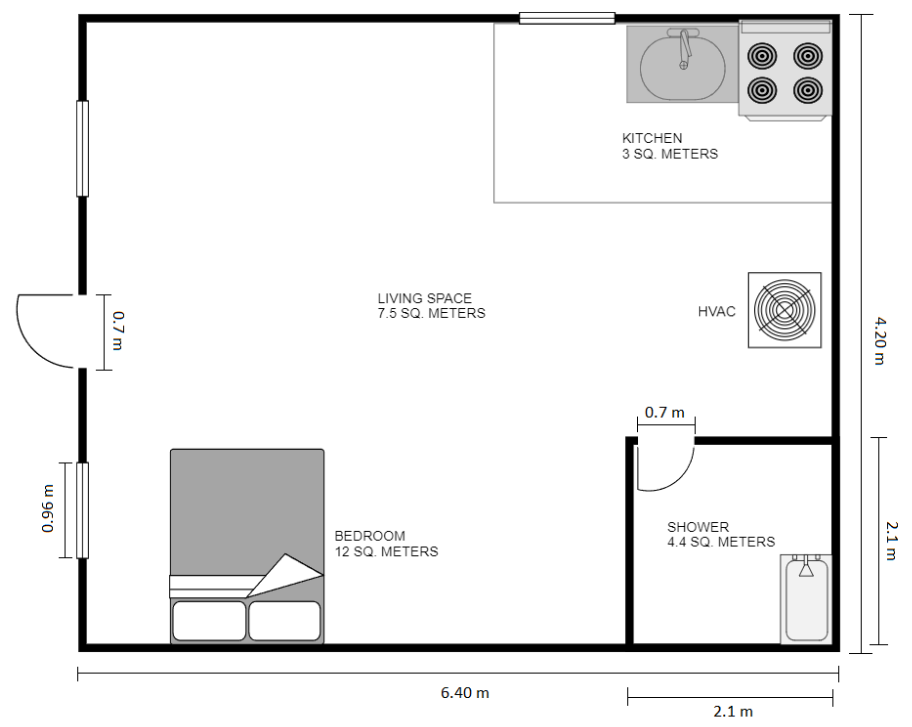 KITCHEN
3 SQ. METERS
LIVING SPACE
7.5 SQ. METERS
HVAC
0.7 m
4.20 m
0.7 m
0.96 m
BEDROOM
12 SQ. METERS
SHOWER
4.4 SQ. METERS
2.1 m
6.40 m
2.1 m